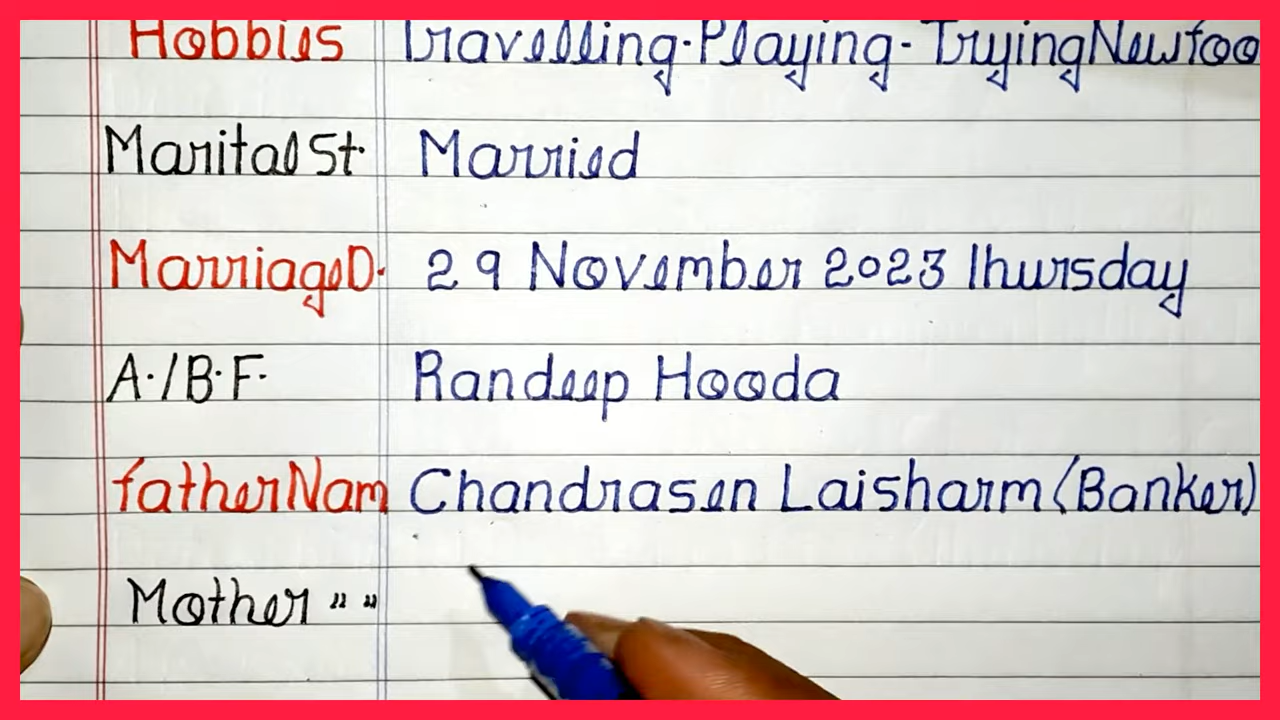 Hobbies Travelling·Playing- TryingNewfoo
MaritalSt· Married
MarriageD· 29 November 2023 Thursday
A·/B·F· Randeep Hooda
fatherNam Chandrasen Laisharm (Banker)
Mother " "